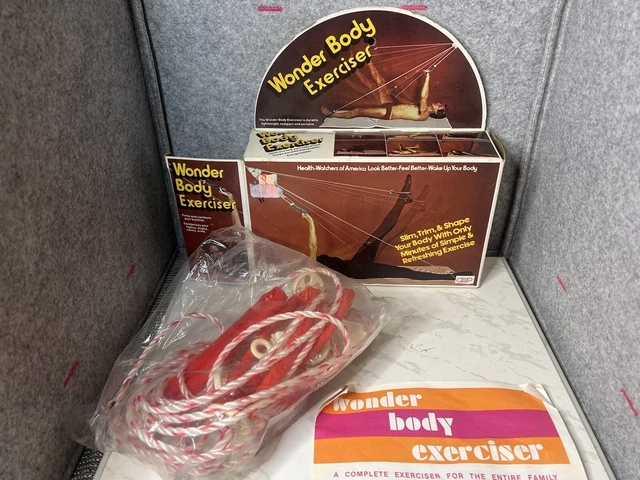 Wonder Body
Exerciser
The Wonder Body Exerciser is durable,
lightweight, compact and portable
Body
Exerciser
Health-Watchers of America Look Better-Feel Better-Wake Up Your Body
Slim, Trim, & Shape
Your Body With Only
Minutes of Simple &
Refreshing Exercise
Wonder
Body
Exerciser
wonder
body
exerciser
A COMPLETE EXERCISER FOR THE ENTIRE FAMILY